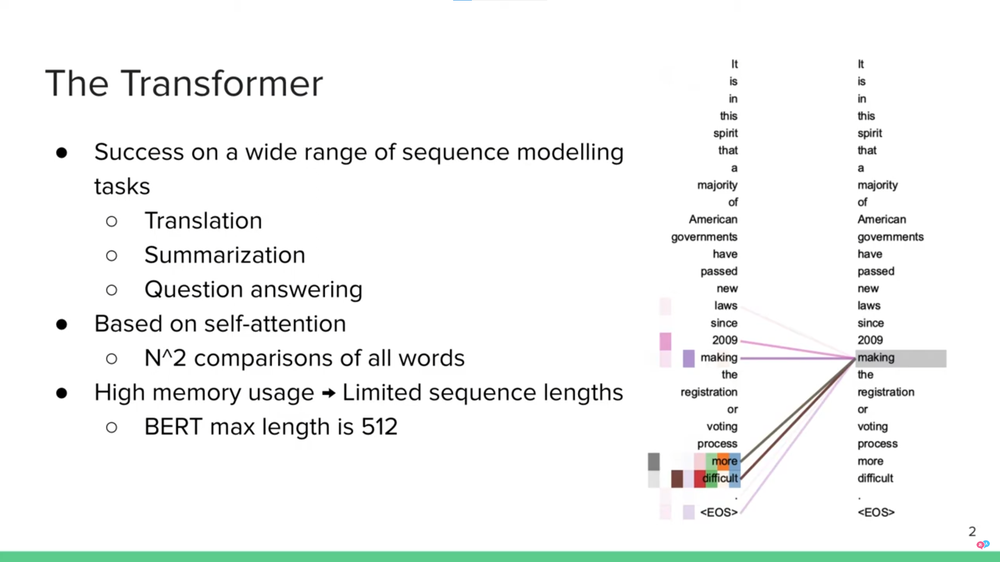 The Transformer
● Success on a wide range of sequence modelling
tasks
○ Translation
○ Summarization
○ Question answering
● Based on self-attention
○ N^2 comparisons of all words
● High memory usage → Limited sequence lengths
○ BERT max length is 512
It It
is is
in in
this this
spirit spirit
that that
a a
majority majority
of of
American American
governments governments
have have
passed passed
new new
laws laws
since since
2009 2009
making making
the the
registration registration
or or
voting voting
process process
more more
difficult difficult
. .
<EOS> <EOS>
2
あ A